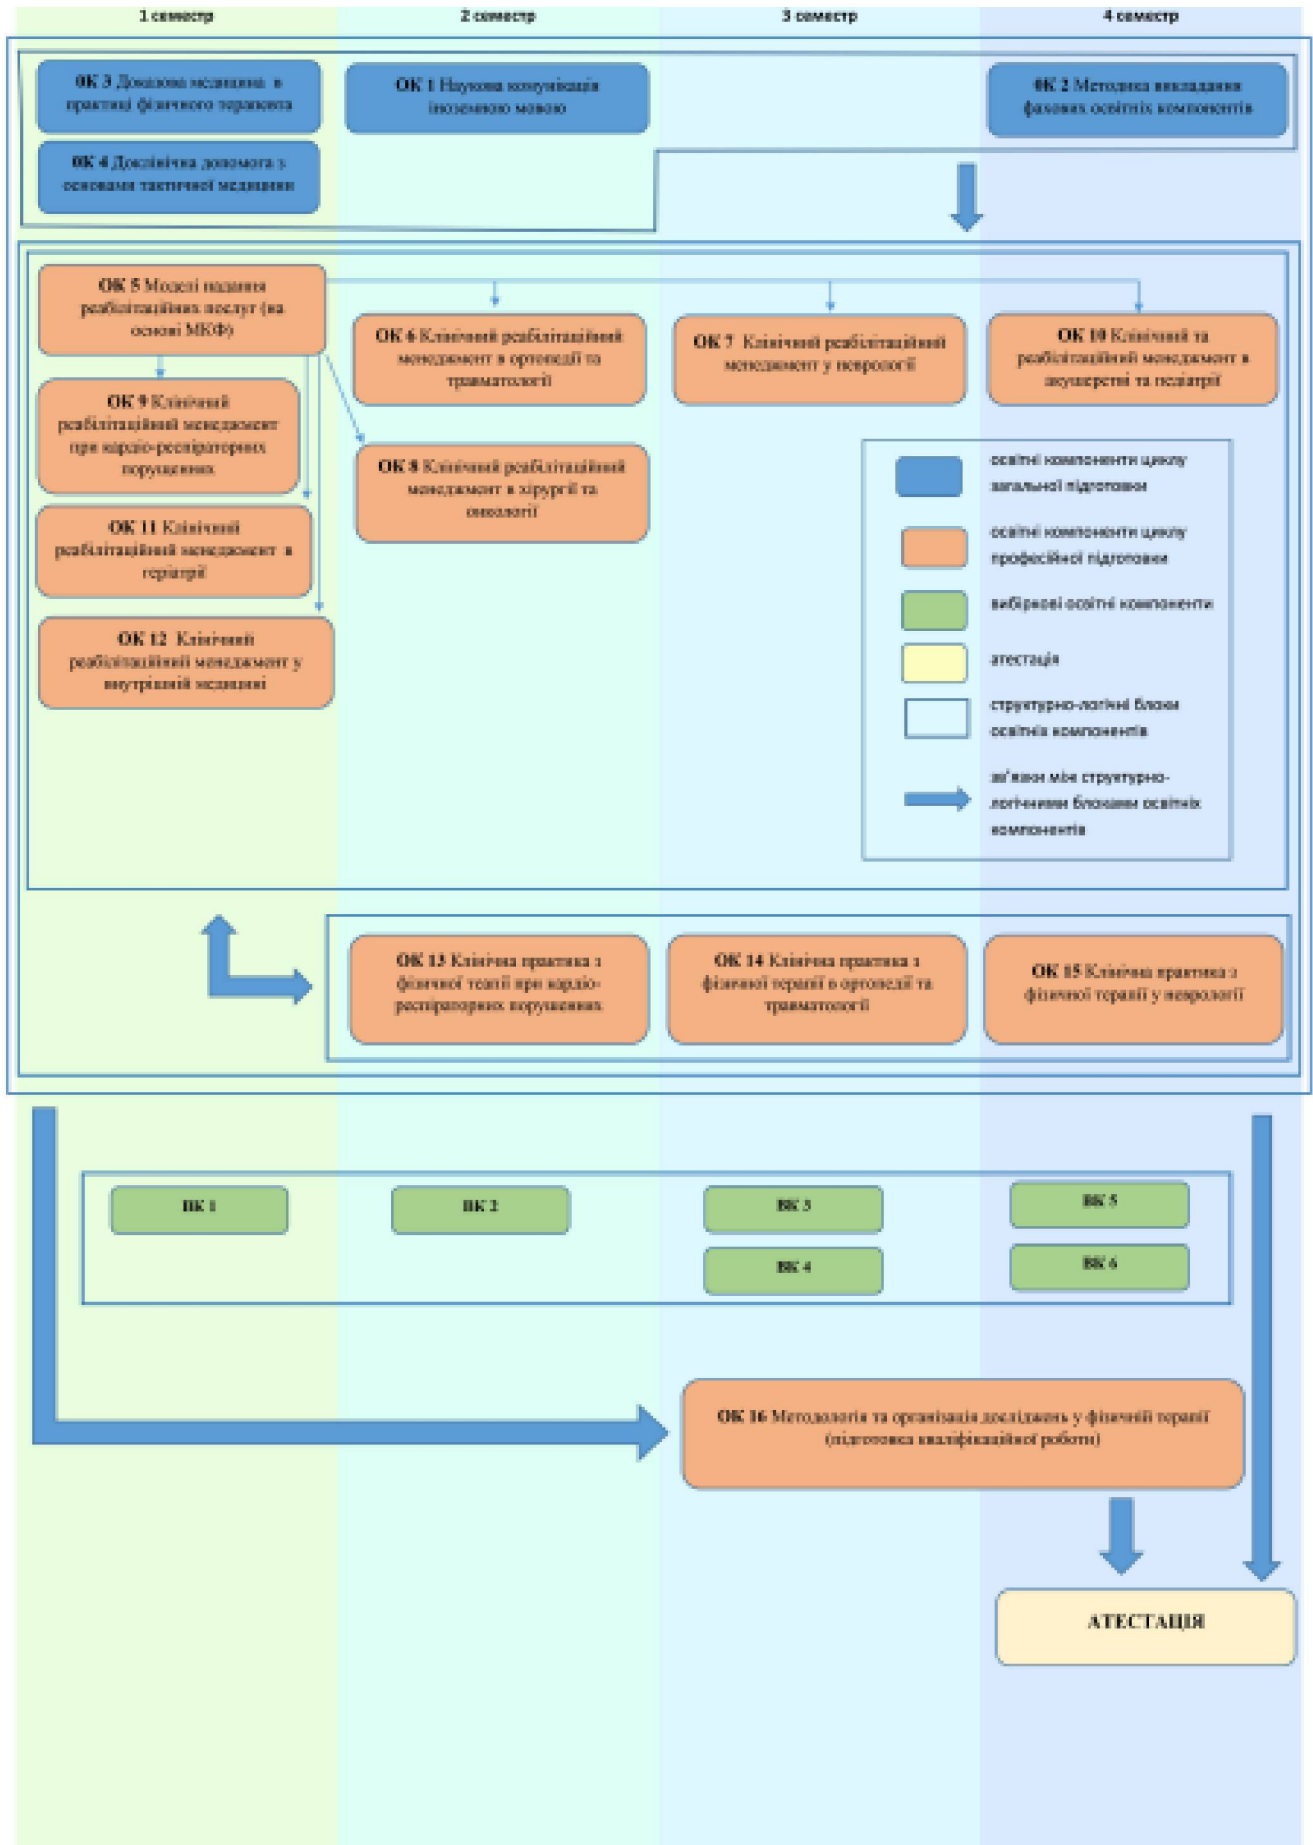 1 семестр
2 семестр
3 семестр
4 семестр
ОК 3 Доказова медицина в
практиці фізичного терапевта
ОК 1 Наукова комунікація
іноземною мовою
ОК 2 Методика викладання
фахових освітніх компонентів
ОК 4 Доклінічна допомога з
основами тактичної медицини
ОК 5 Моделі надання
реабілітаційних послуг (на
основі МКФ)
ОК 6 Клінічний реабілітаційний
менеджмент в ортопедії та
травматології
ОК 7 Клінічний реабілітаційний
менеджмент у неврології
ОК 10 Клінічний та
реабілітаційний менеджмент в
акушерстві та педіатрії
ОК 9 Клінічний
реабілітаційний менеджмент
при кардіо-респіраторних
порушеннях
ОК 8 Клінічний реабілітаційний
менеджмент в хірургії та
онкології
ОК 11 Клінічний
реабілітаційний менеджмент в
геріатрії
ОК 12 Клінічний
реабілітаційний менеджмент у
внутрішній медицині
освітні компоненти циклу
загальної підготовки
освітні компоненти циклу
професійної підготовки
вибіркові освітні компоненти
атестація
структурно-логічні блоки
освітніх компонентів
зв'язки між структурно-
логічними блоками освітніх
компонентів
ОК 13 Клінічна практика з
фізичної теапії при кардіо-
респіраторних порушеннях
ОК 14 Клінічна практика з
фізичної терапії в ортопедії та
травматології
ОК 15 Клінічна практика з
фізичної терапії у неврології
ВК 1
ВК 2
ВК 3
ВК 5
ВК 4
ВК 6
ОК 16 Методологія та організація досліджень у фізичній терапії
(підготовка кваліфікаційної роботи)
АТЕСТАЦІЯ